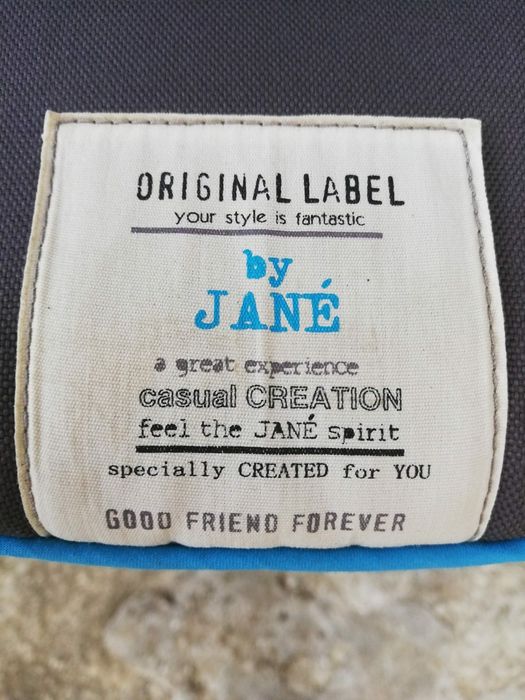 ORIGINAL LABEL
your style is fantastic
by
JANÉ
a great experience
casual CREATION
feel the JANÉ spirit
specially CREATED for YOU
GOOD FRIEND FOREVER